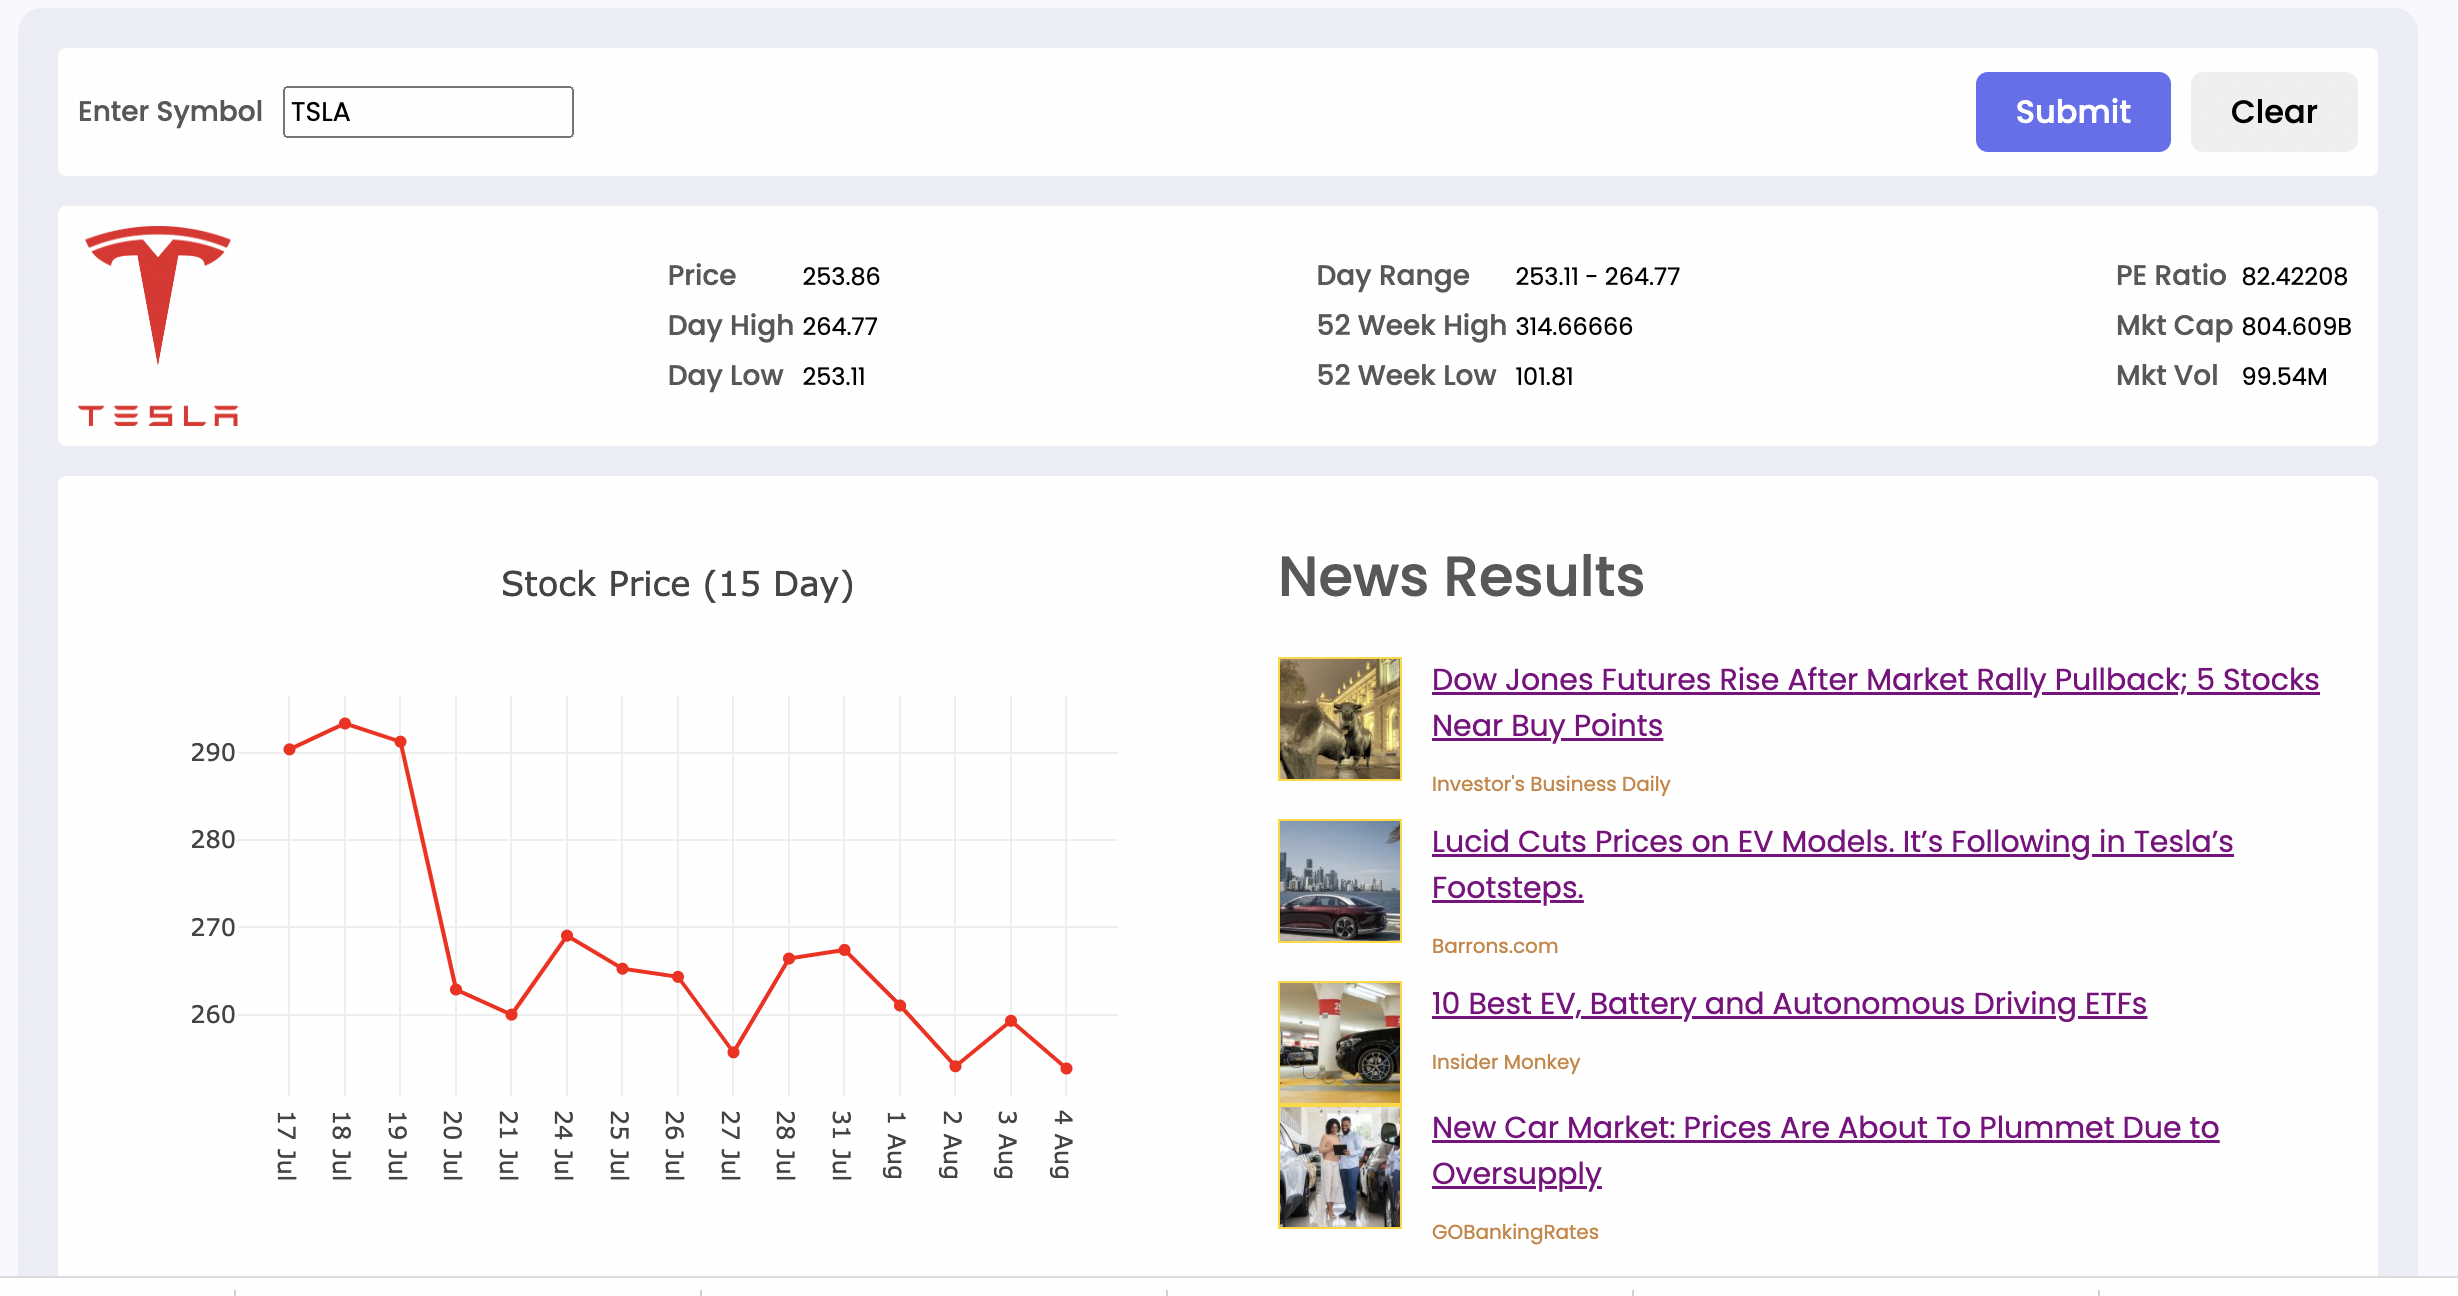 Enter Symbol TSLA Submit Clear
TESLA
Price 253.86
Day High 264.77
Day Low 253.11
Day Range 253.11 - 264.77
52 Week High 314.66666
52 Week Low 101.81
PE Ratio 82.42208
Mkt Cap 804.609B
Mkt Vol 99.54M
Stock Price (15 Day)
290
280
270
260
17 Jul
18 Jul
19 Jul
20 Jul
21 Jul
24 Jul
25 Jul
26 Jul
27 Jul
28 Jul
31 Jul
1 Aug
2 Aug
3 Aug
4 Aug
News Results
Dow Jones Futures Rise After Market Rally Pullback; 5 Stocks
Near Buy Points
Investor's Business Daily
Lucid Cuts Prices on EV Models. It’s Following in Tesla’s
Footsteps.
Barrons.com
10 Best EV, Battery and Autonomous Driving ETFs
Insider Monkey
New Car Market: Prices Are About To Plummet Due to
Oversupply
GOBankingRates